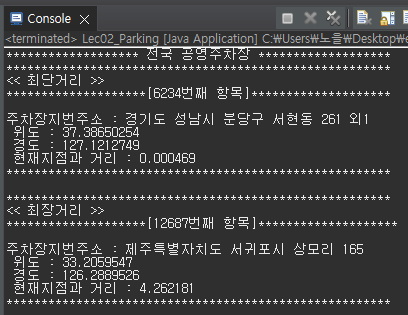 Console
<terminated> Lec02_Parking [Java Application] C:₩Users₩노을₩Desktop₩e
******************* 전국 공영주차장 *******************
*****************************************************
<< 최단거리 >>
*******************[6234번째 항목]*******************
주차장지번주소 : 경기도 성남시 분당구 서현동 261 외1
위도 : 37.38650254
경도 : 127.1212749
현재지점과 거리 : 0.000469
*****************************************************
*****************************************************
<< 최장거리 >>
*******************[12687번째 항목]*******************
주차장지번주소 : 제주특별자치도 서귀포시 상모리 165
위도 : 33.2059547
경도 : 126.2889526
현재지점과 거리 : 4.262181
*****************************************************